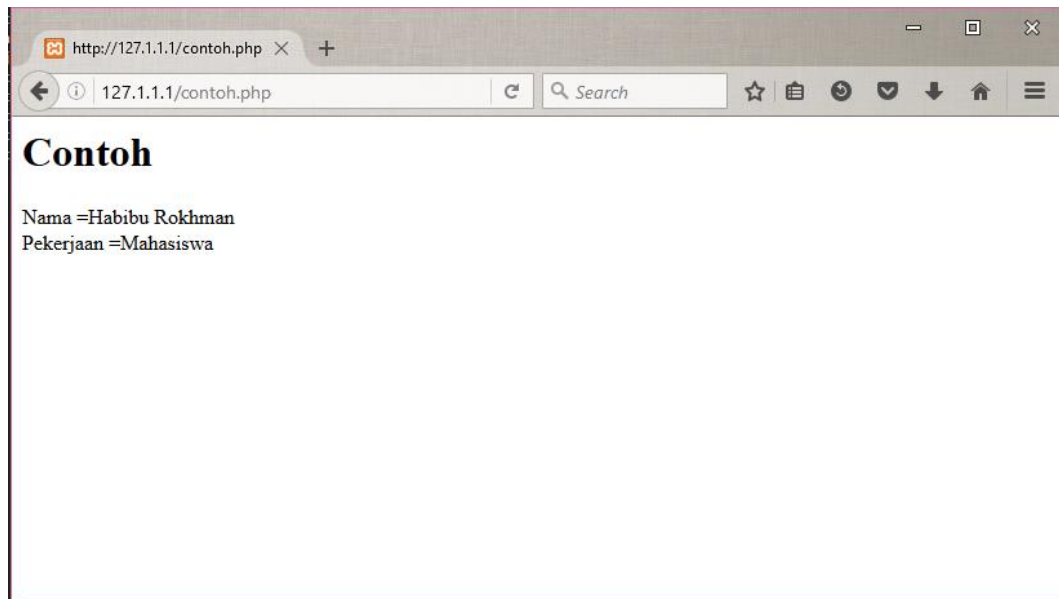 http://127.1.1.1/contoh.php
127.1.1.1/contoh.php
Search
Contoh
Nama =Habibu Rokhman
Pekerjaan =Mahasiswa